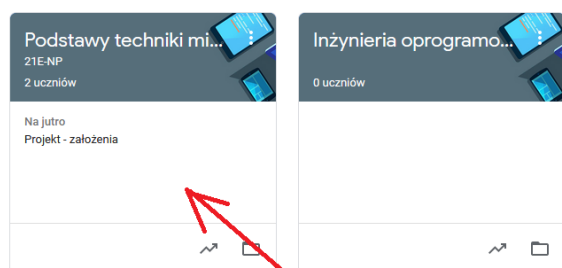 Podstawy techniki mi...
21E-NP
2 uczniów
Na jutro
Projekt - założenia
Inżynieria oprogramo...
0 uczniów